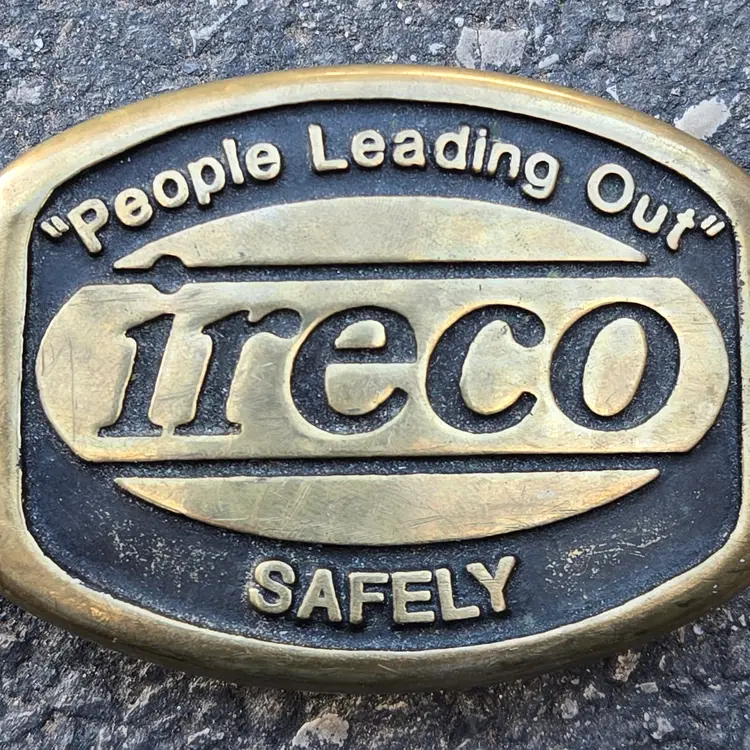 "People Leading Out"
ireco
SAFELY